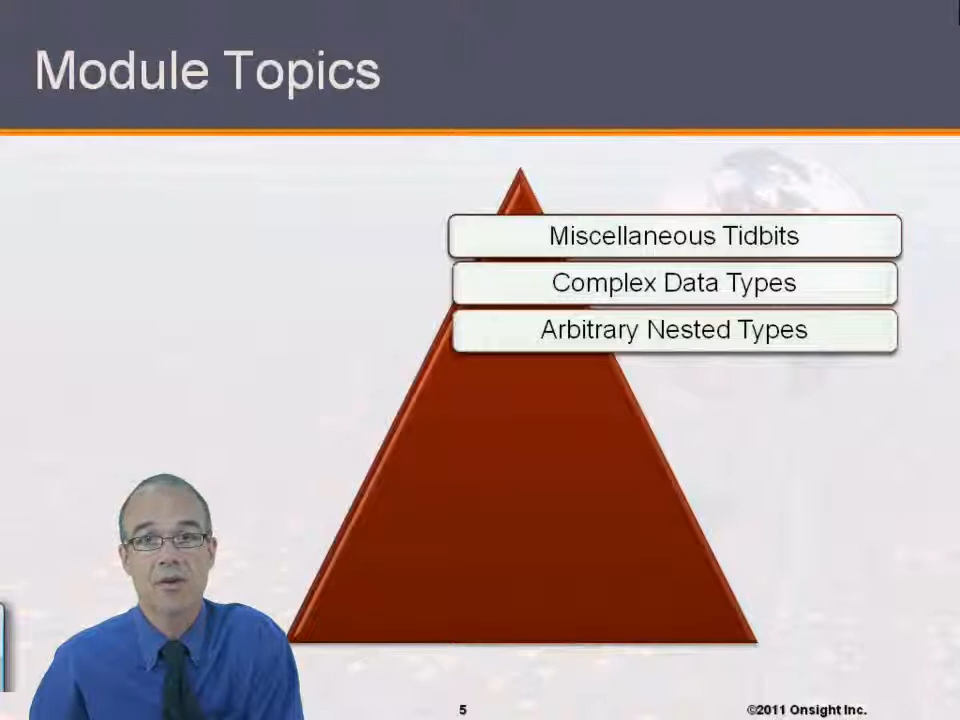 Module Topics
Miscellaneous Tidbits
Complex Data Types
Arbitrary Nested Types
5
©2011 Onsight Inc.